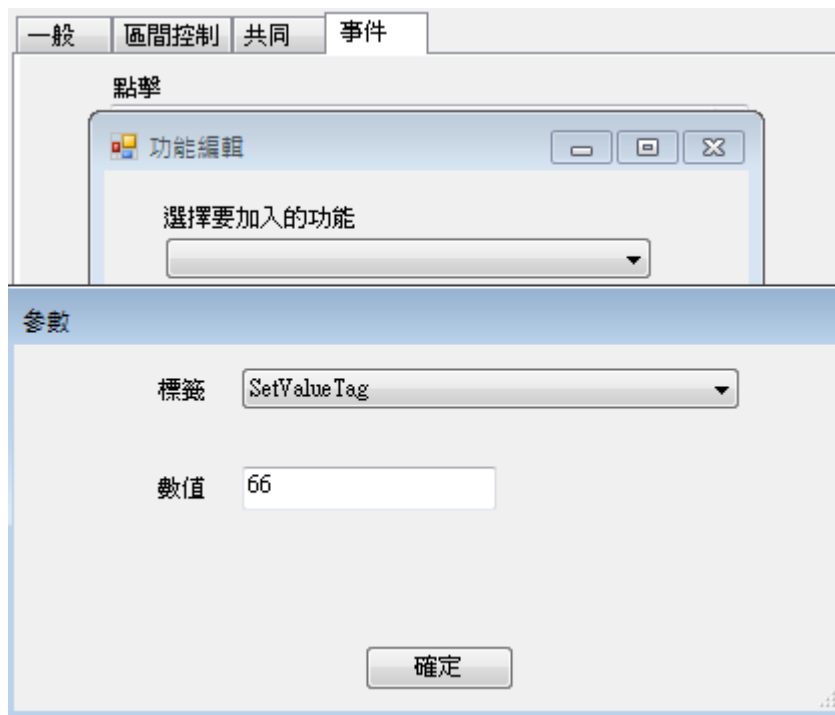 一般 區間控制 共同 事件
點擊
功能編輯
選擇要加入的功能
參數
標籤 SetValueTag
數值 66
確定